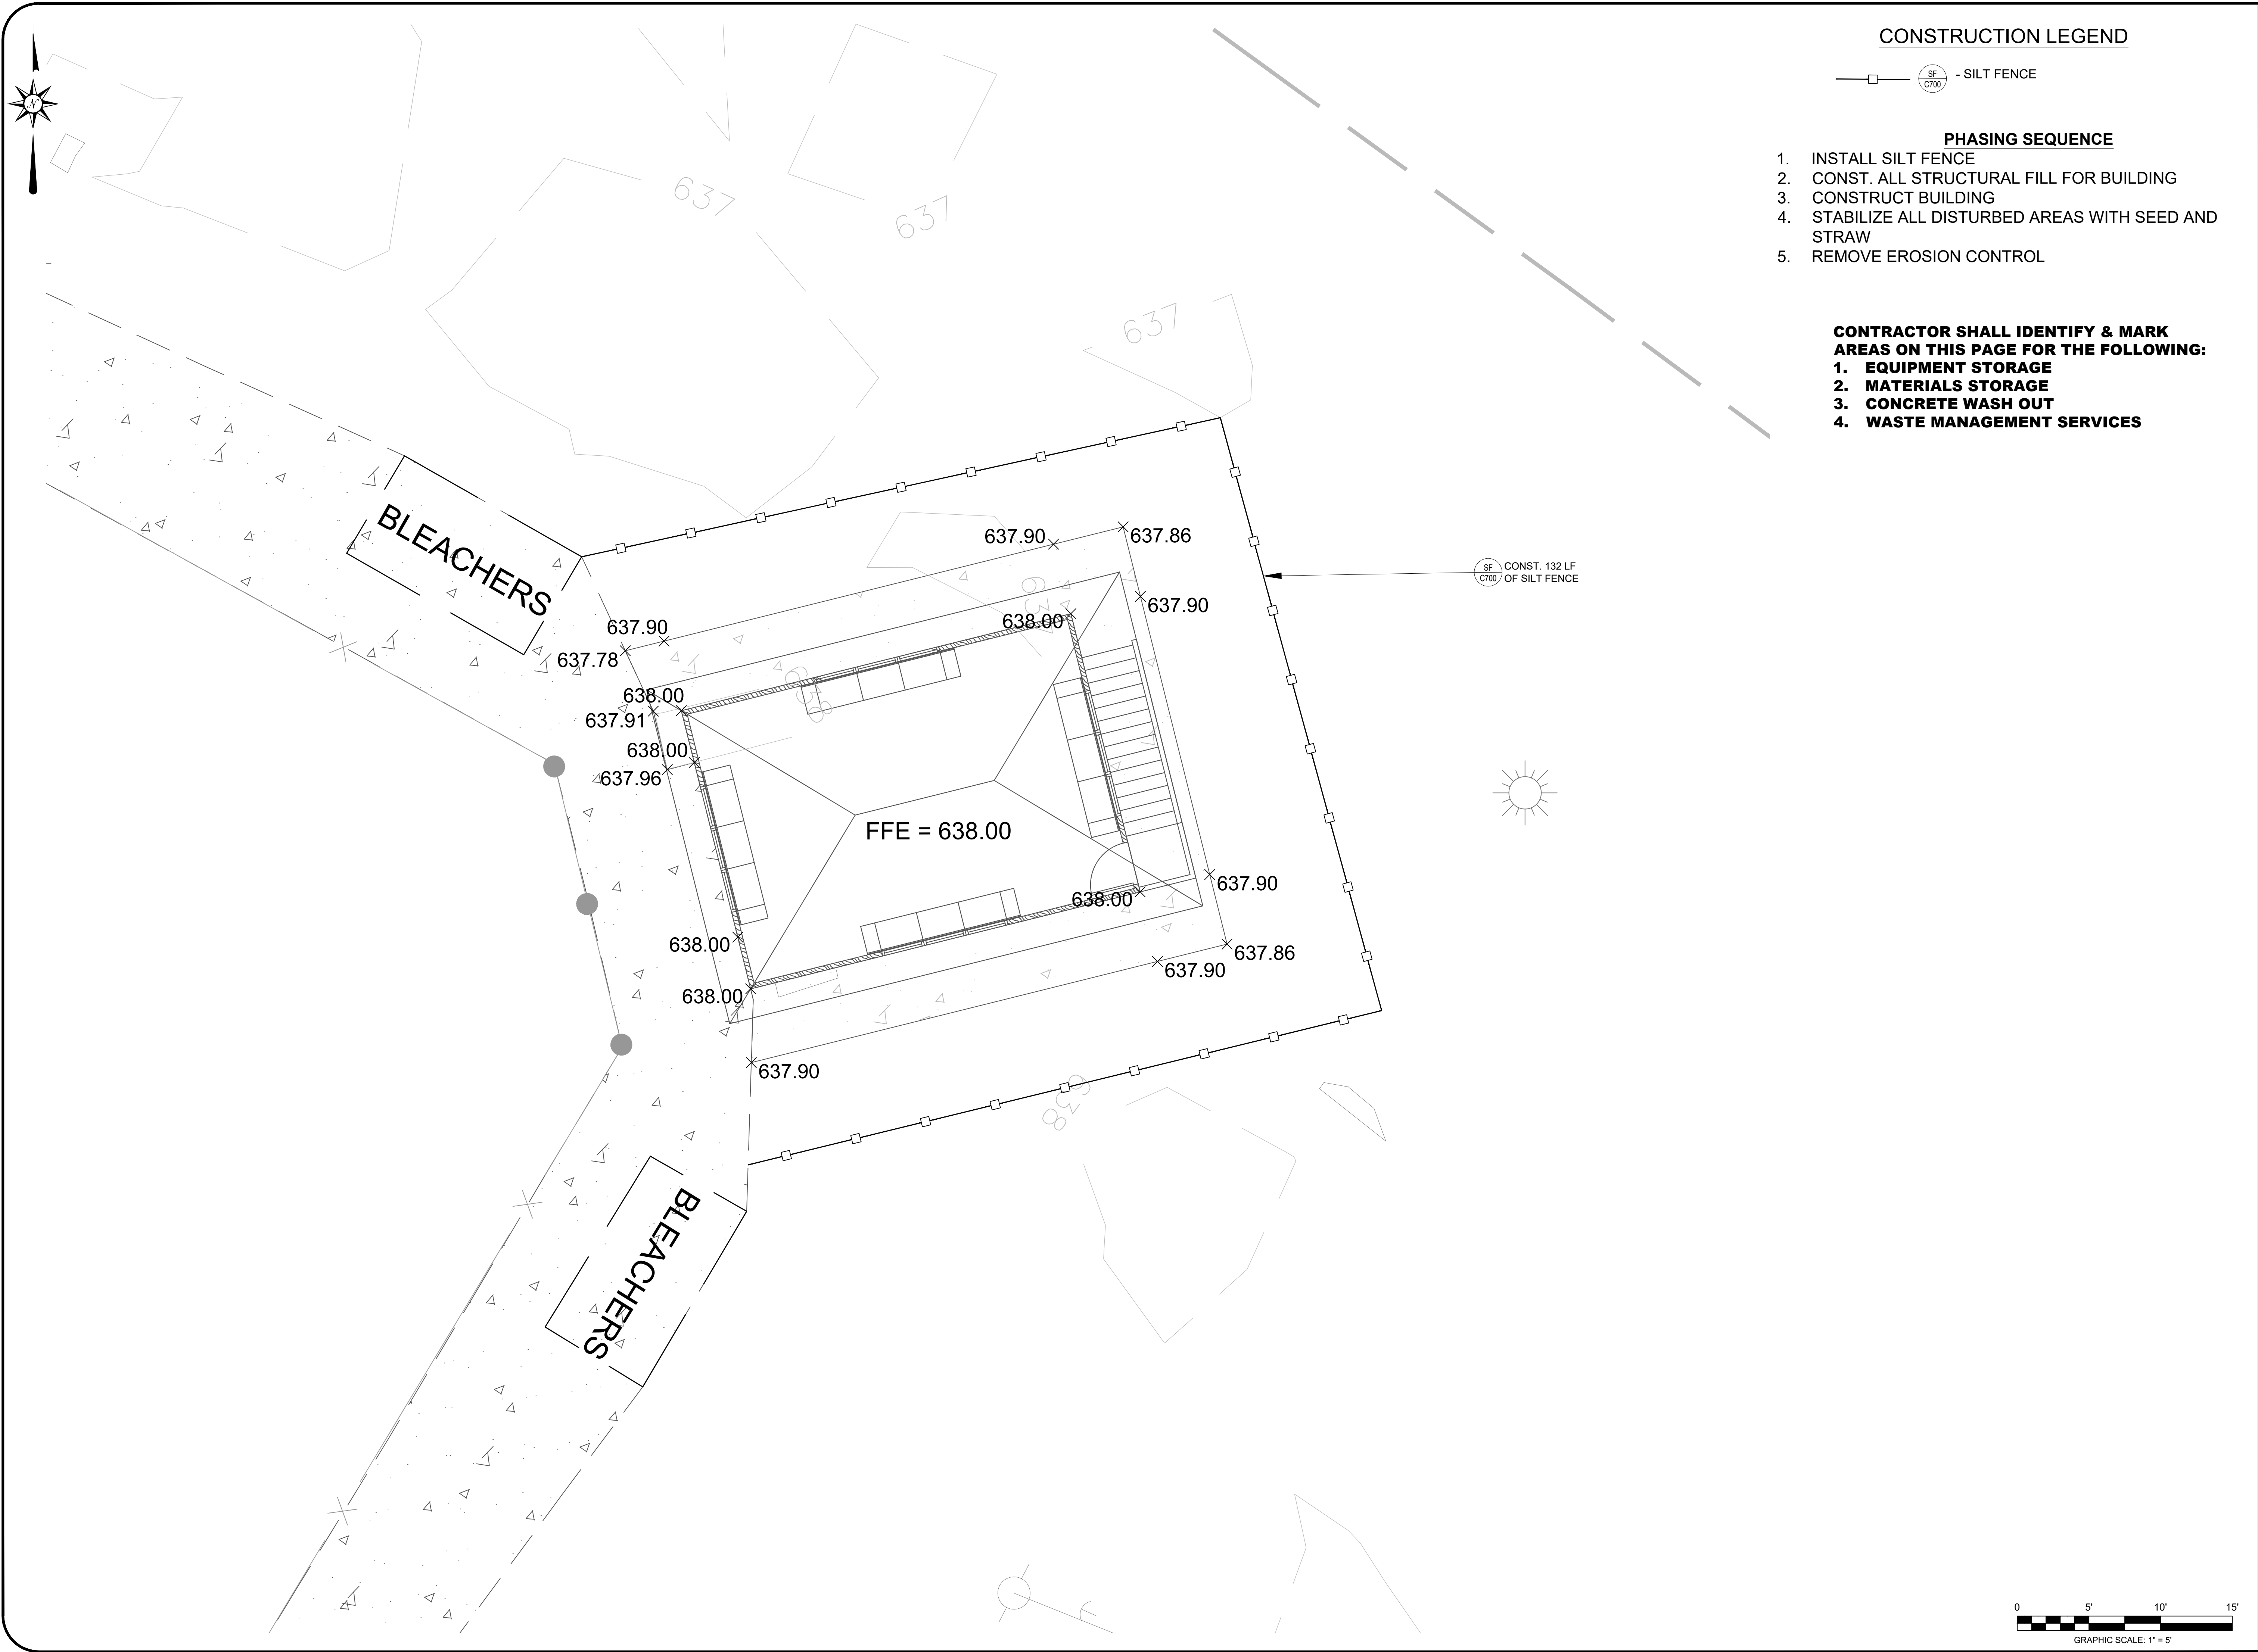 CONSTRUCTION LEGEND
SF
C700
- SILT FENCE
PHASING SEQUENCE
1. INSTALL SILT FENCE
2. CONST. ALL STRUCTURAL FILL FOR BUILDING
3. CONSTRUCT BUILDING
4. STABILIZE ALL DISTURBED AREAS WITH SEED AND
STRAW
5. REMOVE EROSION CONTROL
CONTRACTOR SHALL IDENTIFY & MARK
AREAS ON THIS PAGE FOR THE FOLLOWING:
1. EQUIPMENT STORAGE
2. MATERIALS STORAGE
3. CONCRETE WASH OUT
4. WASTE MANAGEMENT SERVICES
N
637
637
637
BLEACHERS
637.90
637.86
SF
C700
CONST. 132 LF
OF SILT FENCE
638
637.90
638.00
637.90
637.78
638.00
638
637.91
638.00
637.96
FFE = 638.00
637.90
638.00
638.00
637.86
637.90
638.00
637.90
638
BLEACHERS
0 5' 10' 15'
GRAPHIC SCALE: 1" = 5'